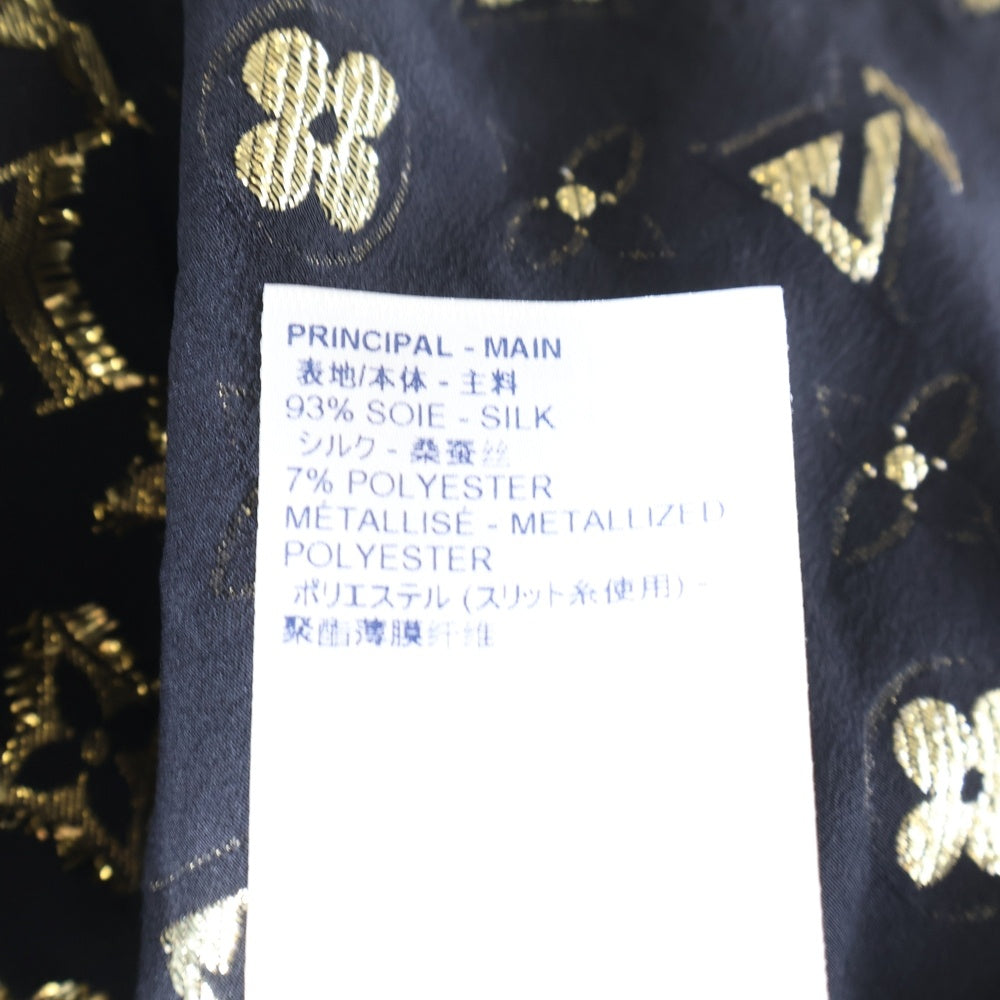 PRINCIPAL - MAIN
表地/本体 - 主料
93% SOIE - SILK
シルク - 桑蚕丝
7% POLYESTER
MÉTALLISÉ - METALLIZED
POLYESTER
ポリエステル (スリット糸使用) -
聚酯薄膜纤维